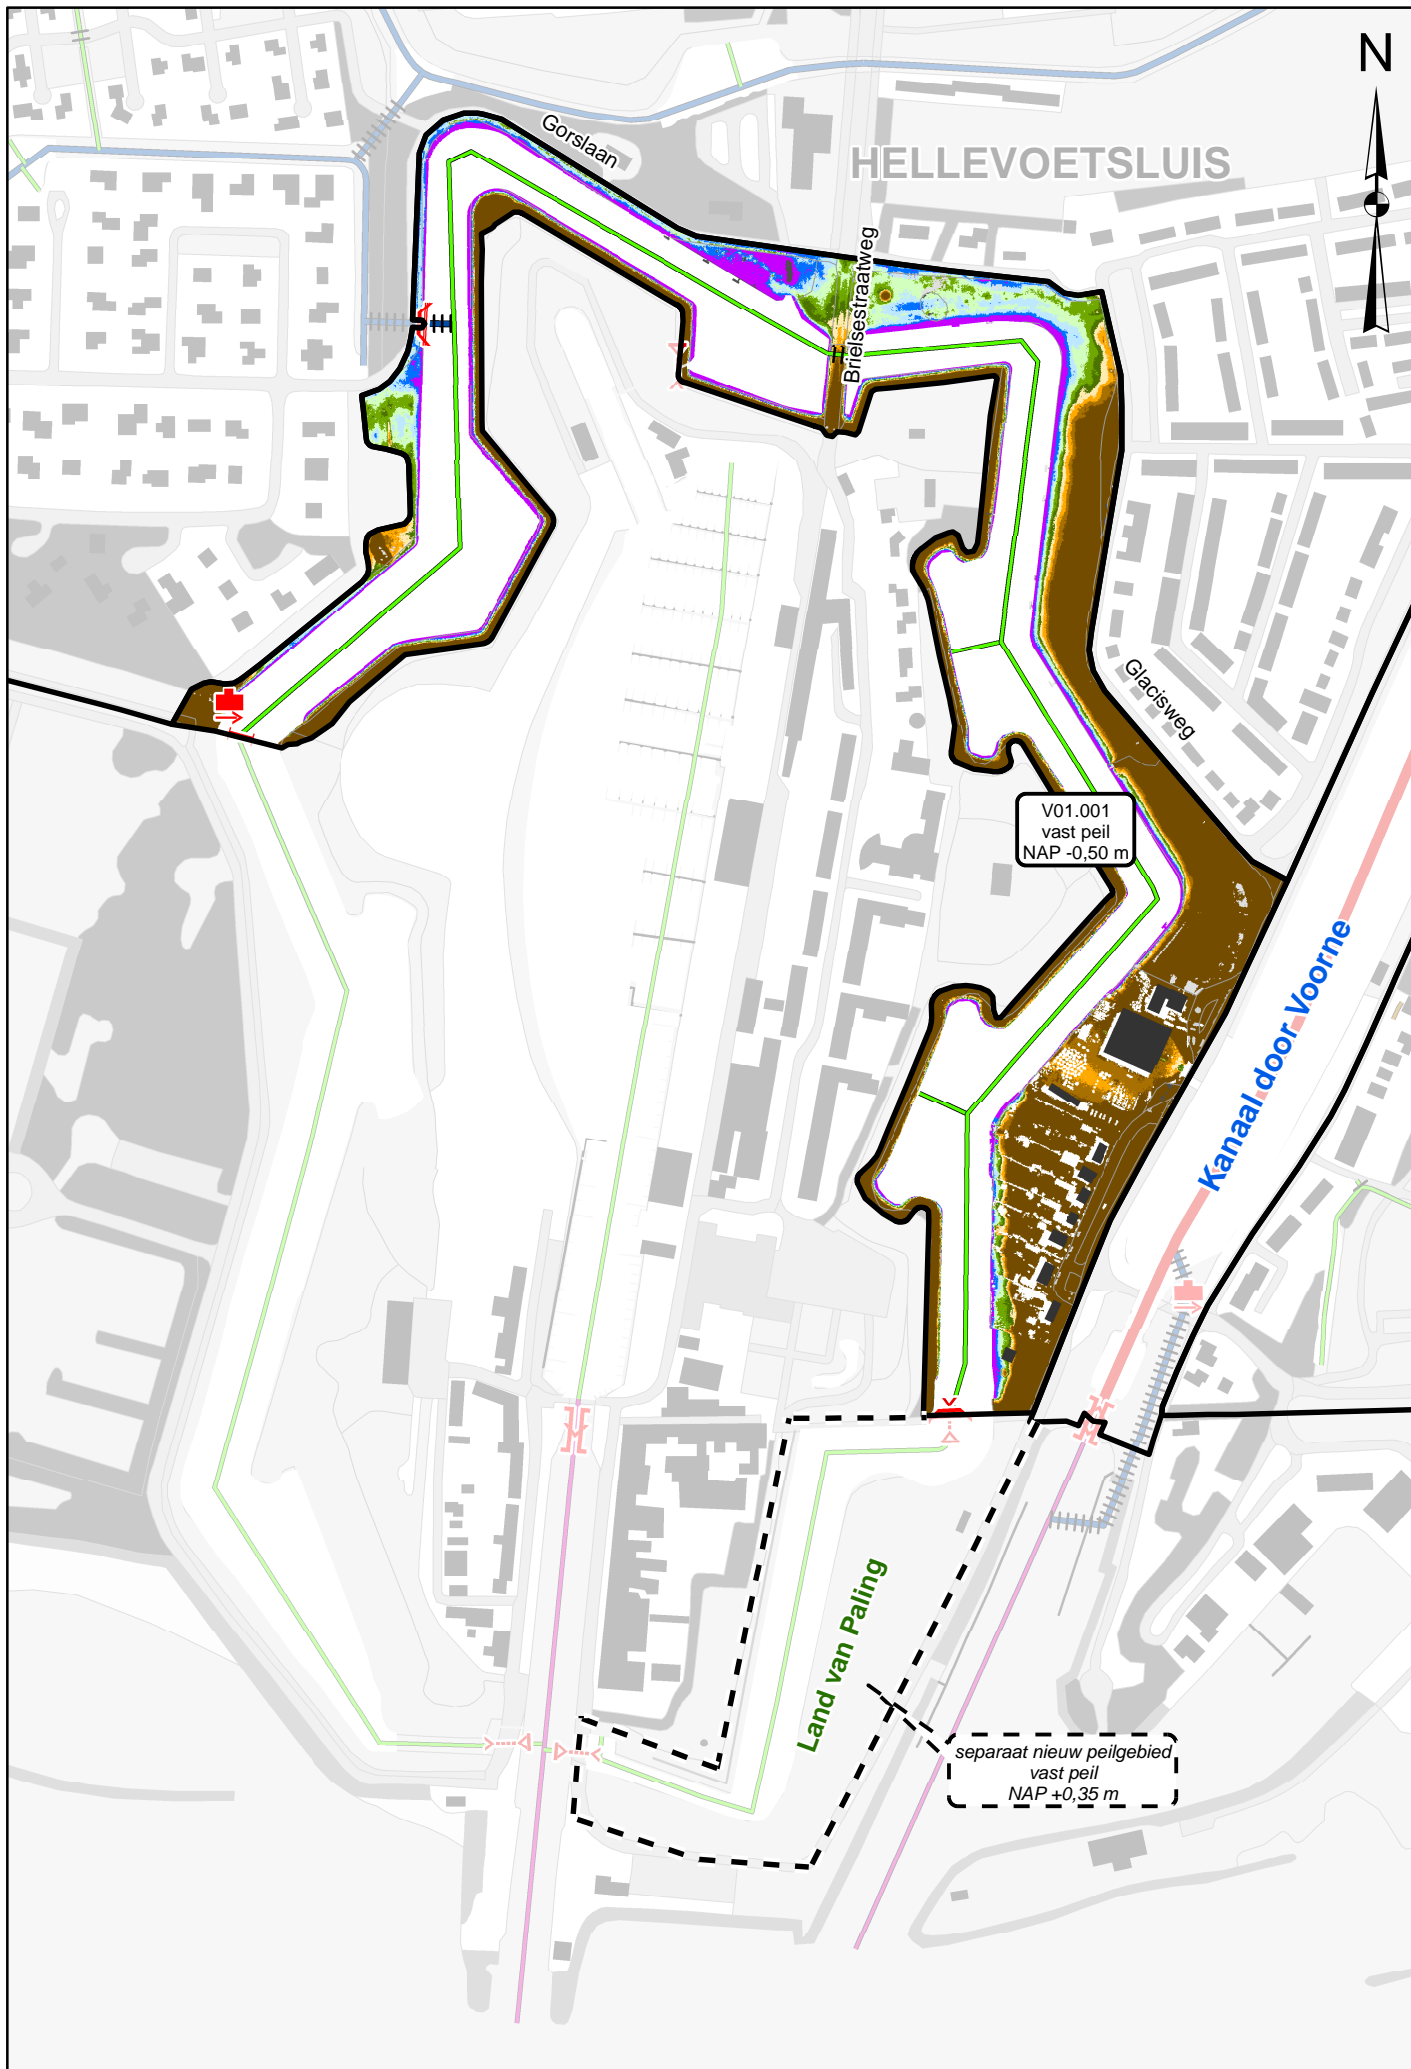 N
Gorslaan
HELLEVOETSLUIS
Brielsestraatweg
Glacisweg
V01.001
vast peil
NAP -0,50 m
Kanaal door Voorne
Land van Paling
separaat nieuw peilgebied
vast peil
NAP +0,35 m